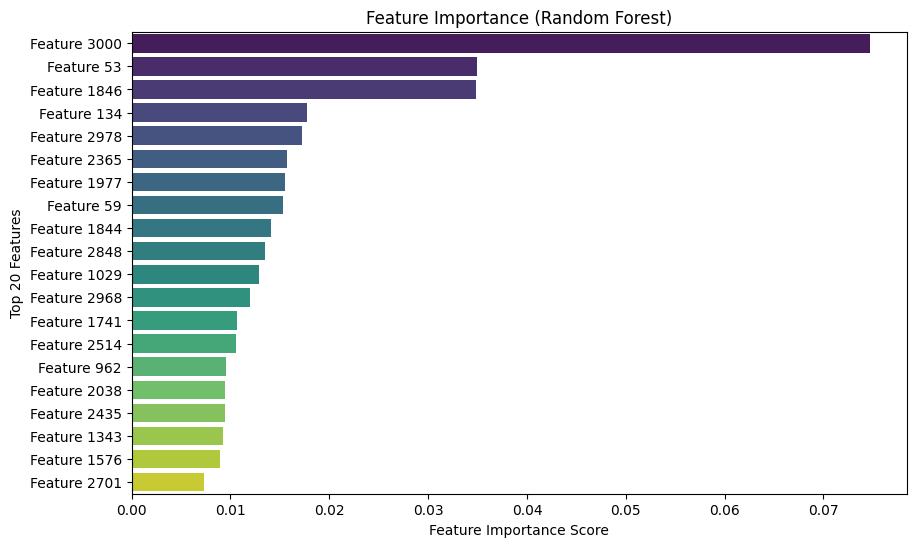 Feature Importance (Random Forest)
Top 20 Features
Feature 3000
Feature 53
Feature 1846
Feature 134
Feature 2978
Feature 2365
Feature 1977
Feature 59
Feature 1844
Feature 2848
Feature 1029
Feature 2968
Feature 1741
Feature 2514
Feature 962
Feature 2038
Feature 2435
Feature 1343
Feature 1576
Feature 2701
0.00 0.01 0.02 0.03 0.04 0.05 0.06 0.07
Feature Importance Score